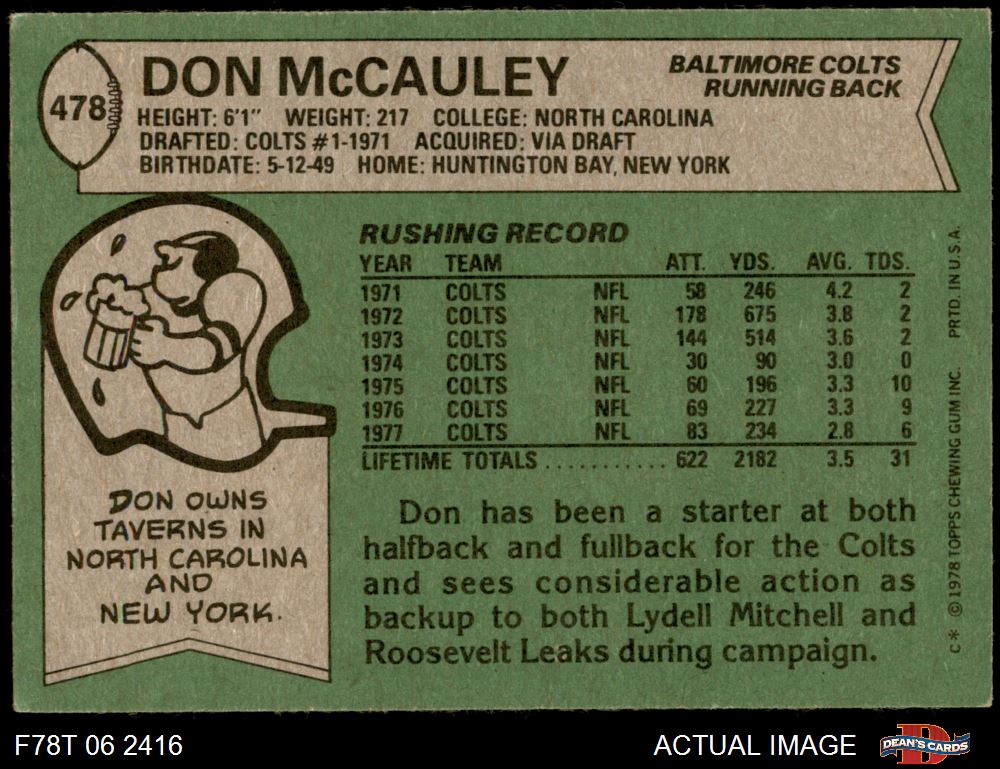 478
DON McCAULEY
BALTIMORE COLTS
RUNNING BACK
HEIGHT: 6'1" WEIGHT: 217 COLLEGE: NORTH CAROLINA
DRAFTED: COLTS #1-1971 ACQUIRED: VIA DRAFT
BIRTHDATE: 5-12-49 HOME: HUNTINGTON BAY, NEW YORK
RUSHING RECORD
YEAR TEAM ATT. YDS. AVG. TDS.
1971 COLTS NFL 58 246 4.2 2
1972 COLTS NFL 178 675 3.8 2
1973 COLTS NFL 144 514 3.6 2
1974 COLTS NFL 30 90 3.0 0
1975 COLTS NFL 60 196 3.3 10
1976 COLTS NFL 69 227 3.3 9
1977 COLTS NFL 83 234 2.8 6
LIFETIME TOTALS ........... 622 2182 3.5 31
DON OWNS
TAVERNS IN
NORTH CAROLINA
AND
NEW YORK.
Don has been a starter at both
halfback and fullback for the Colts
and sees considerable action as
backup to both Lydell Mitchell and
Roosevelt Leaks during campaign.
C* © 1978 TOPPS CHEWING GUM INC. PRTD. IN U.S.A.
F78T 06 2416
ACTUAL IMAGE
D
DEAN'S CARDS